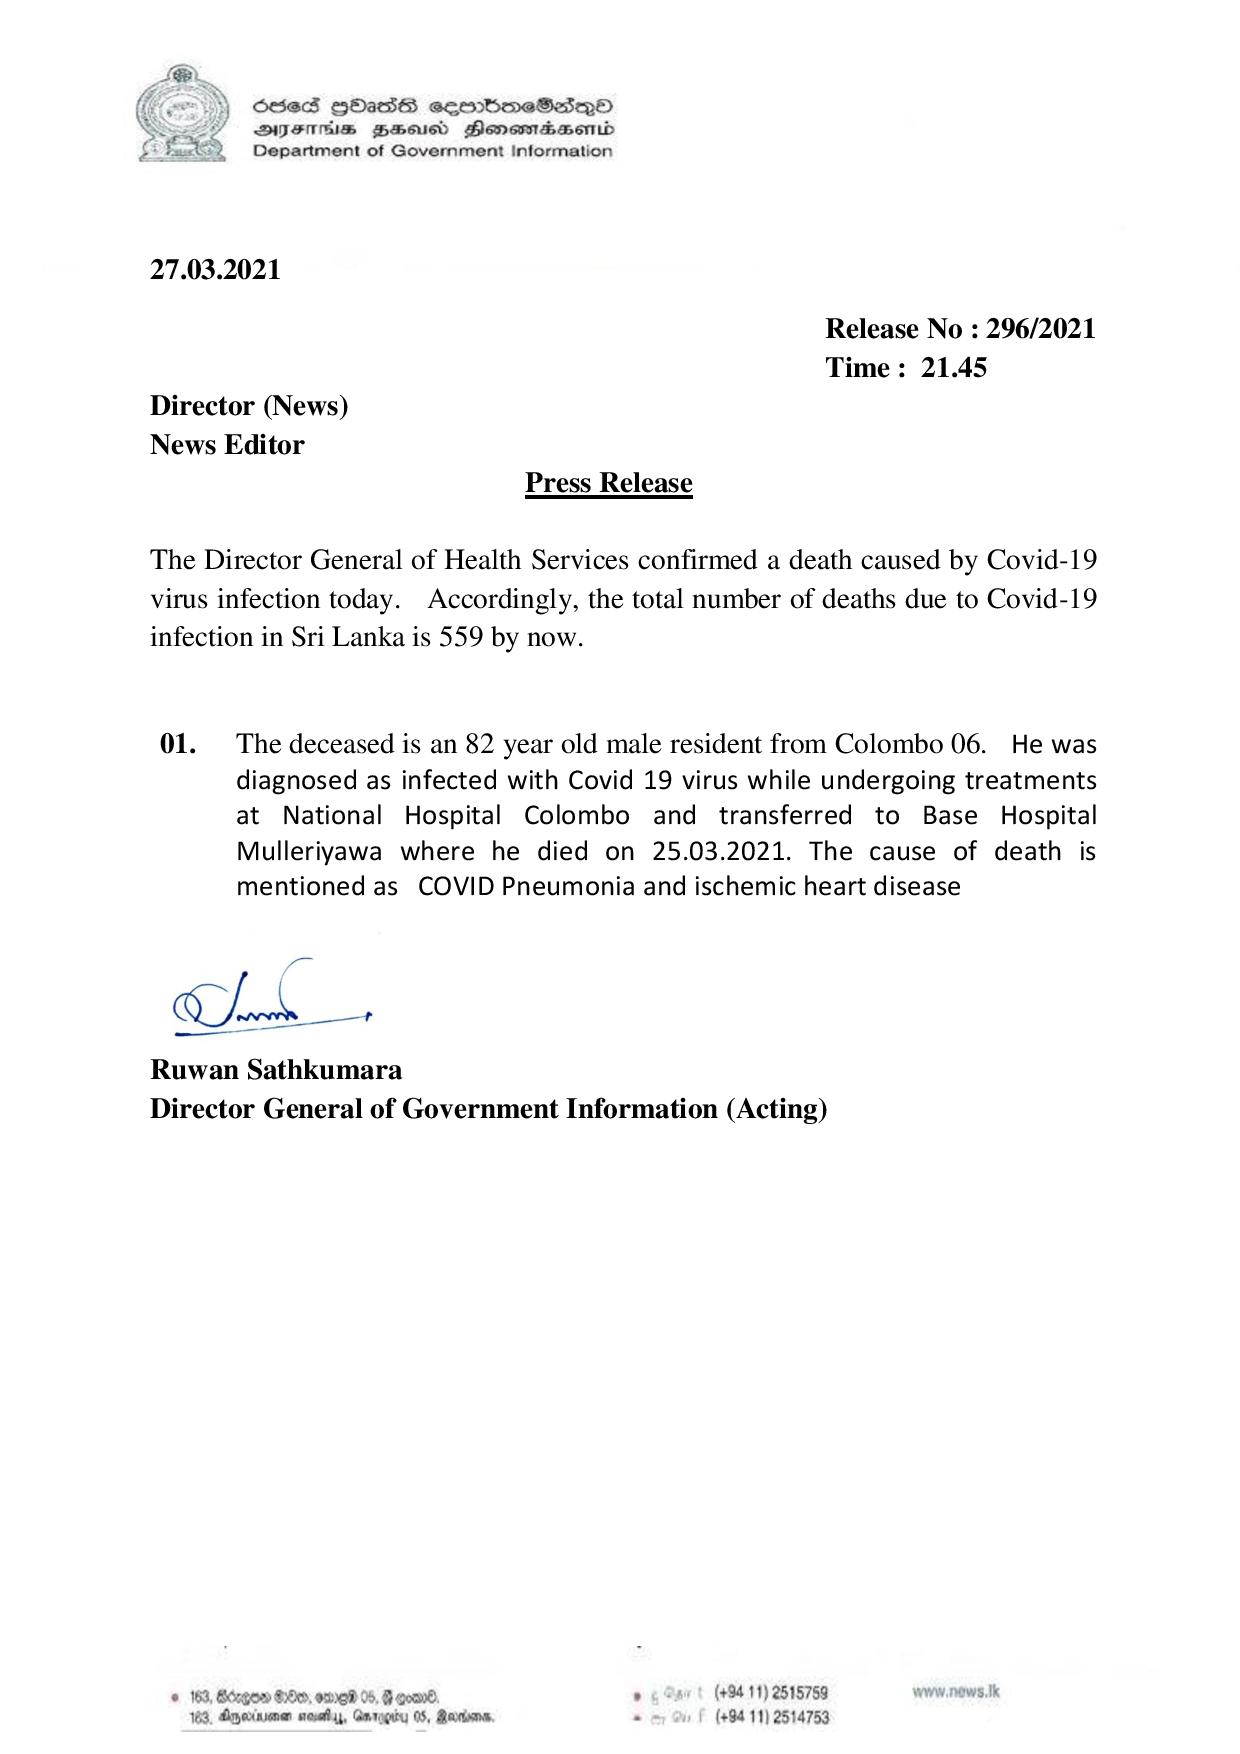 රජයේ ප්‍රවෘත්ති දෙපාර්තමේන්තුව
அரசாங்க தகவல் திணைக்களம்
Department of Government Information
27.03.2021
Release No : 296/2021
Time : 21.45
Director (News)
News Editor
Press Release
The Director General of Health Services confirmed a death caused by Covid-19
virus infection today. Accordingly, the total number of deaths due to Covid-19
infection in Sri Lanka is 559 by now.
01. The deceased is an 82 year old male resident from Colombo 06. He was
diagnosed as infected with Covid 19 virus while undergoing treatments
at National Hospital Colombo and transferred to Base Hospital
Mulleriyawa where he died on 25.03.2021. The cause of death is
mentioned as COVID Pneumonia and ischemic heart disease
Ruwan Sathkumara
Director General of Government Information (Acting)
163, කිරුළපන මාවත, කොළඹ 05, ශ්‍රී ලංකාව.
163, கிருலப்பனை எவனியூ, கொழும்பு 05, இலங்கை.
(+94 11) 2515759
(+94 11) 2514753
www.news.lk